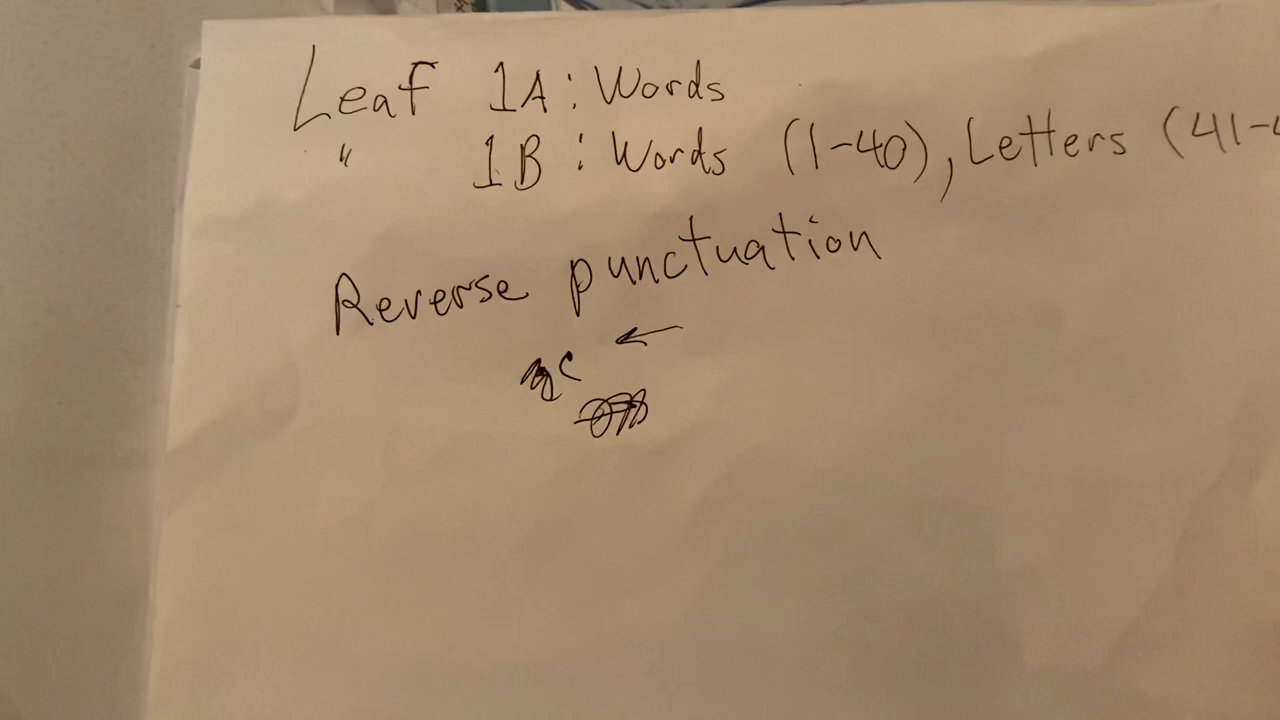 Leaf 1A: Words
" 1B: Words (1-40), Letters (41-
Reverse punctuation
←